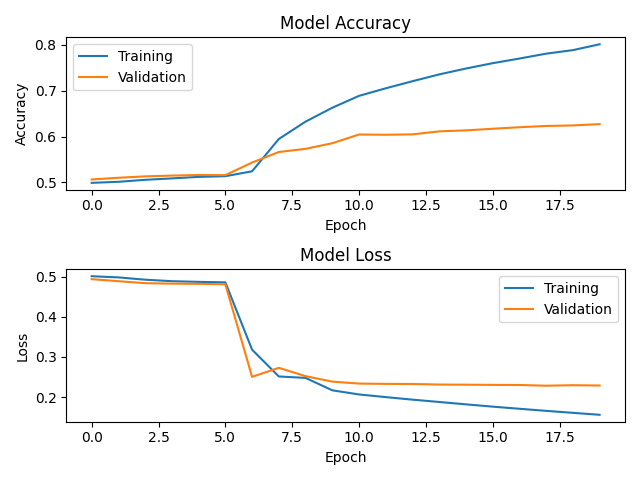 Model Accuracy
0.8
0.7
0.6
0.5
Accuracy
Training
Validation
0.0 2.5 5.0 7.5 10.0 12.5 15.0 17.5
Epoch
Model Loss
0.5
0.4
0.3
0.2
Loss
Training
Validation
0.0 2.5 5.0 7.5 10.0 12.5 15.0 17.5
Epoch